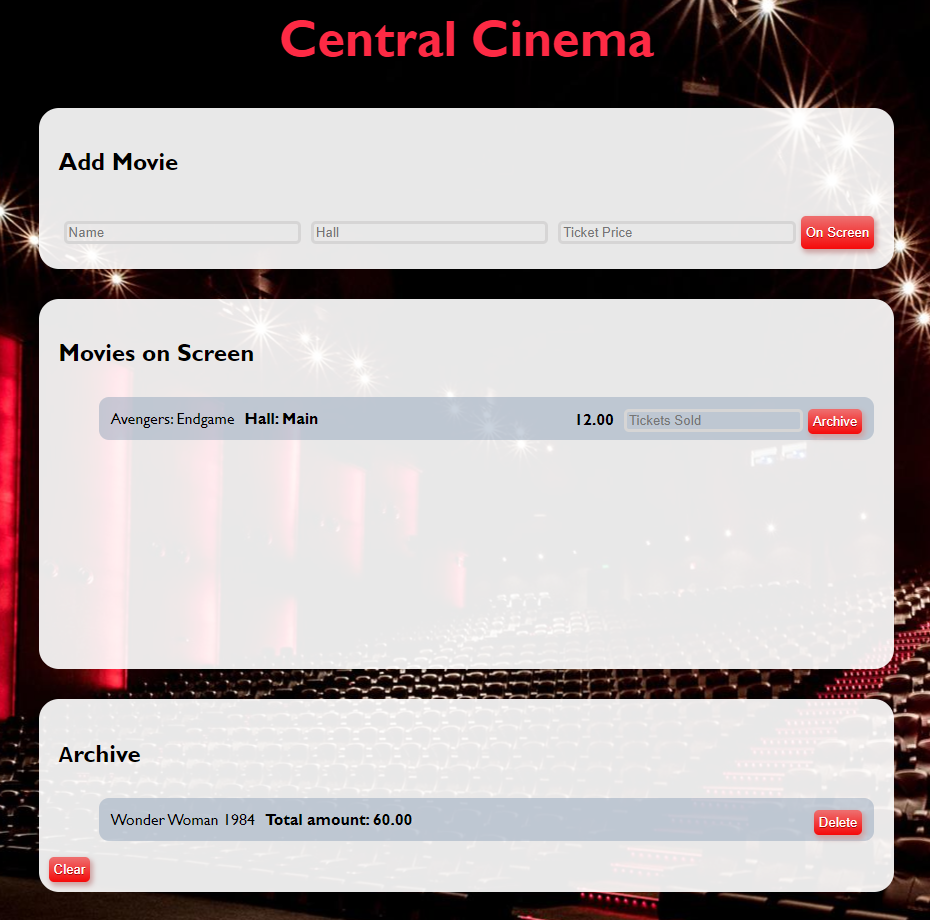 Central Cinema
Add Movie
Name Hall Ticket Price On Screen
Movies on Screen
Avengers: Endgame Hall: Main 12.00 Tickets Sold Archive
Archive
Wonder Woman 1984 Total amount: 60.00 Delete
Clear